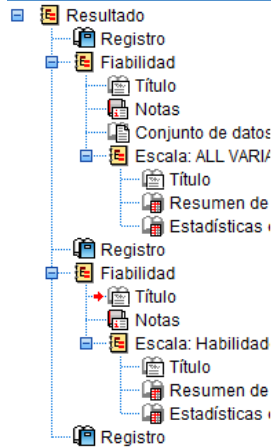 Resultado
Registro
Fiabilidad
Título
Notas
Conjunto de datos
Escala: ALL VARIA
Título
Resumen de
Estadísticas
Registro
Fiabilidad
Título
Notas
Escala: Habilidad
Título
Resumen de
Estadísticas
Registro